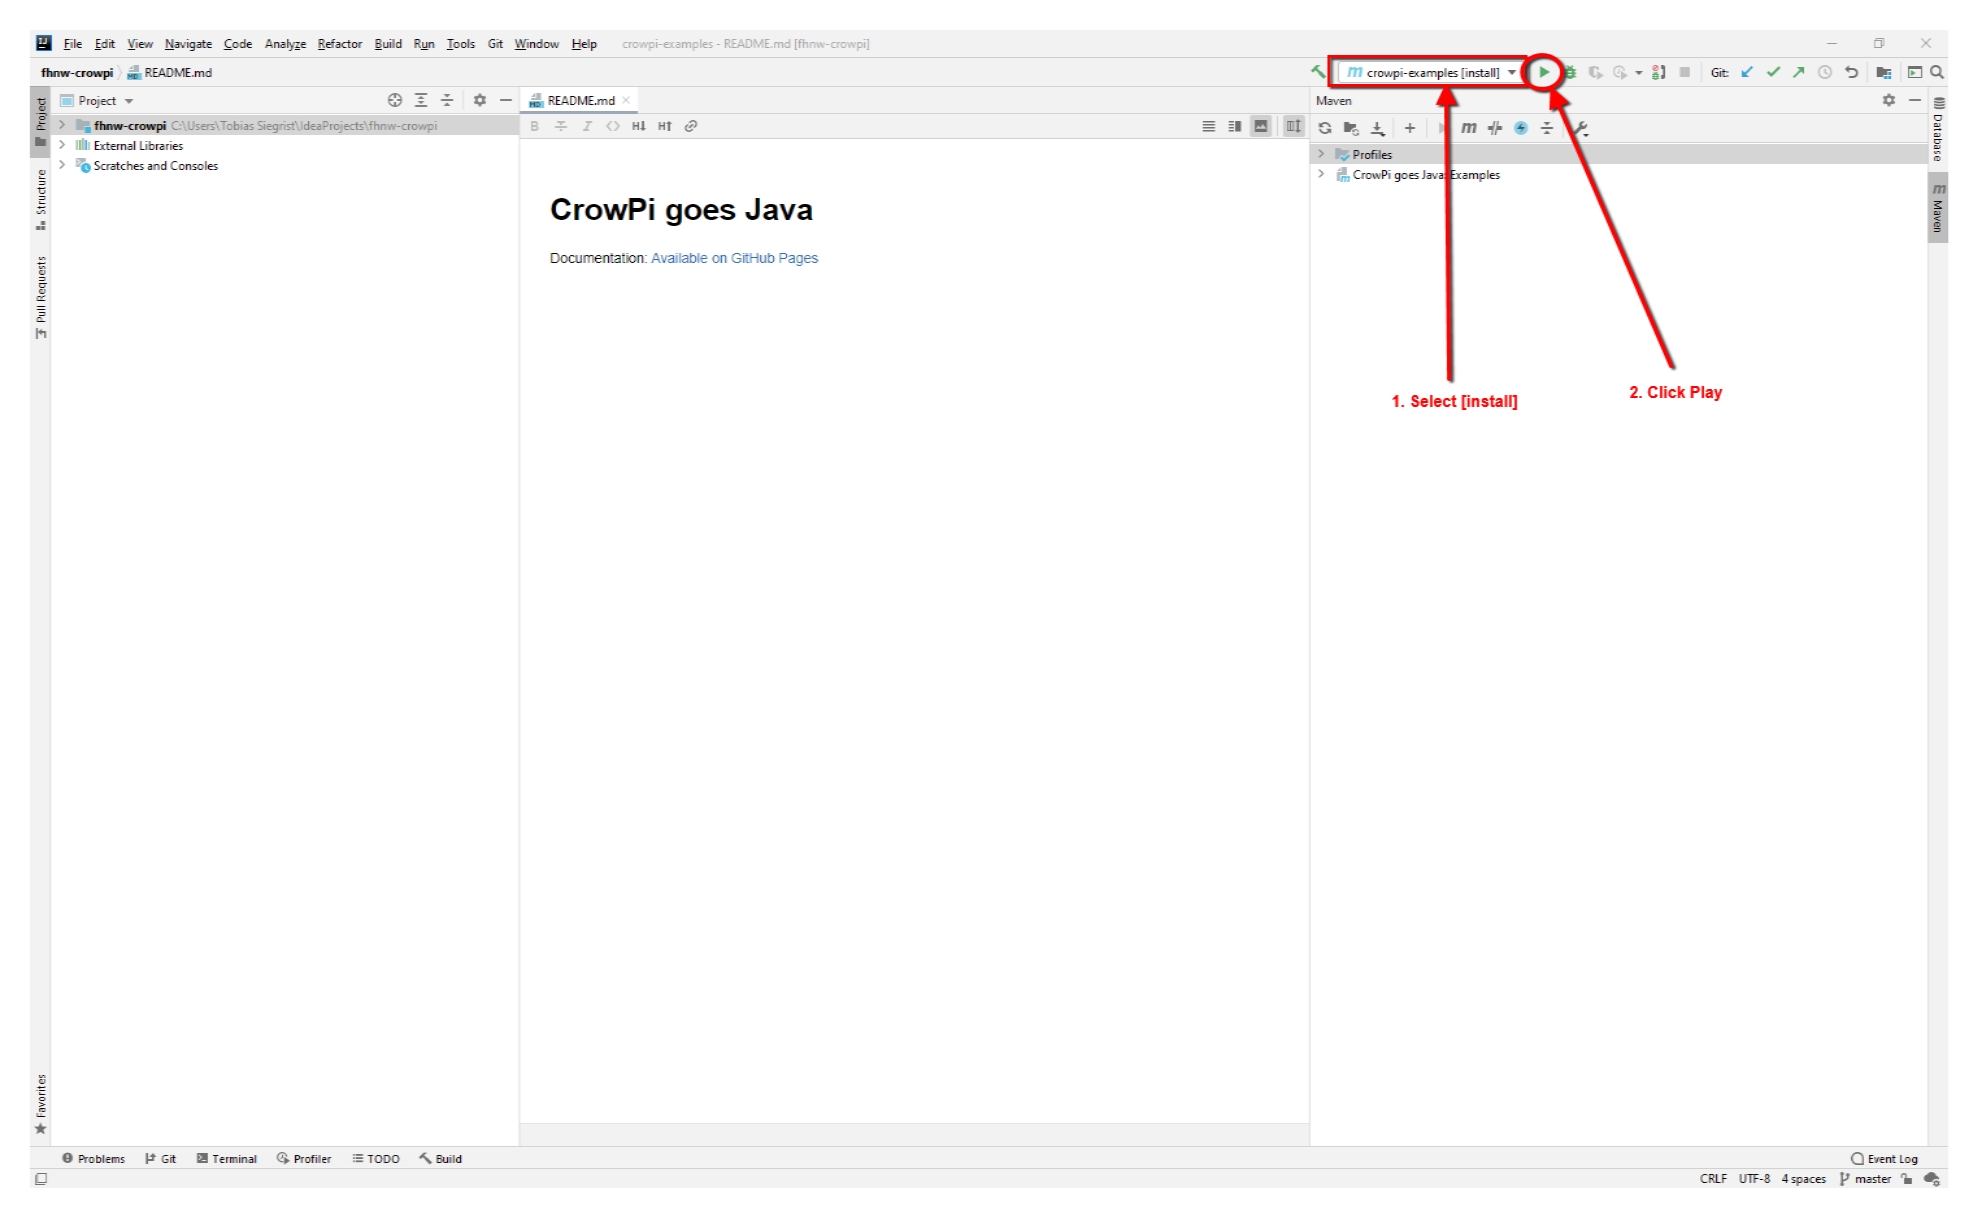 File Edit View Navigate Code Analyze Refactor Build Run Tools Git Window Help crowpi-examples - README.md [fhnw-crowpi]
fhnw-crowpi README.md
crowpi-examples [install]
Git:
Project
README.md
Maven
fhnw-crowpi C:\Users\Tobias Siegrist\IdeaProjects\fhnw-crowpi
External Libraries
Scratches and Consoles
Profiles
CrowPi goes Java: Examples
CrowPi goes Java
Documentation: Available on GitHub Pages
1. Select [install]
2. Click Play
Project
Structure
Pull Requests
Favorites
Database
Maven
Problems Git Terminal Profiler TODO Build Event Log
CRLF UTF-8 4 spaces master